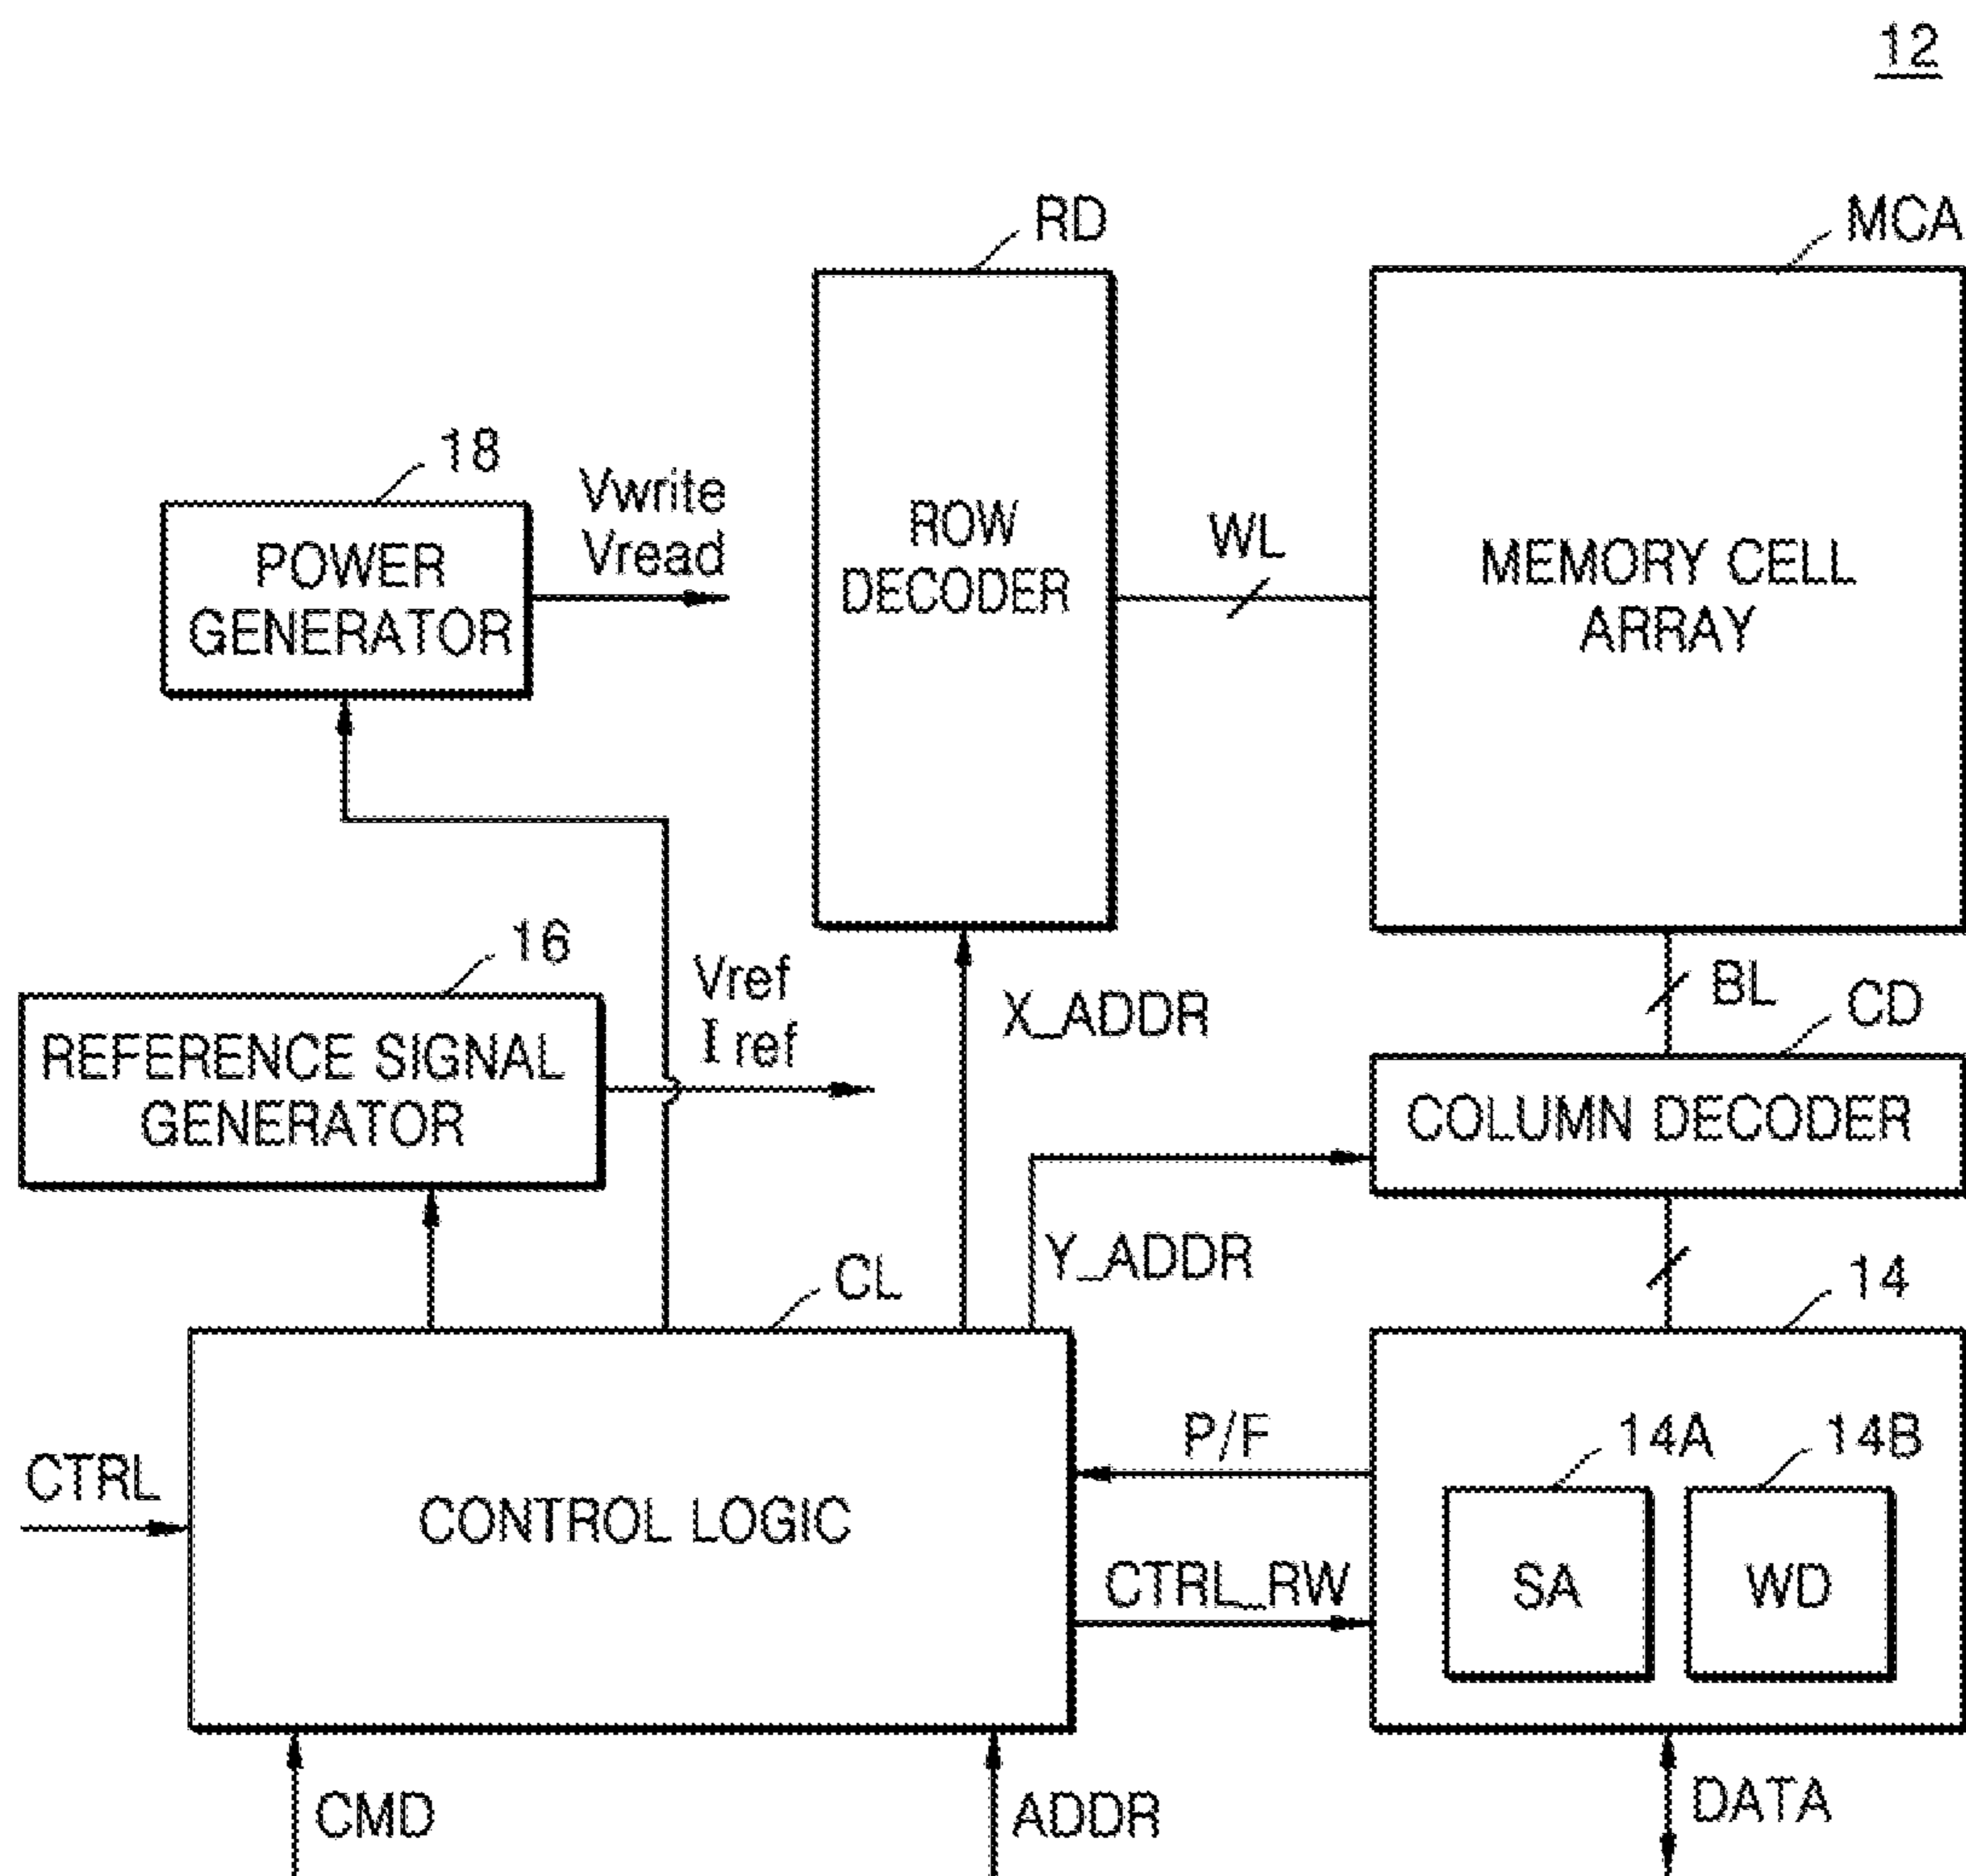 12
RD
MCA
18
Vwrite
Vread
POWER
GENERATOR
ROW
DECODER
WL
MEMORY CELL
ARRAY
16
Vref
Iref
X_ADDR
BL
CD
REFERENCE SIGNAL
GENERATOR
COLUMN DECODER
Y_ADDR
CL
14
P/F
14A
14B
CTRL
CONTROL LOGIC
CTRL_RW
SA
WD
CMD
ADDR
DATA